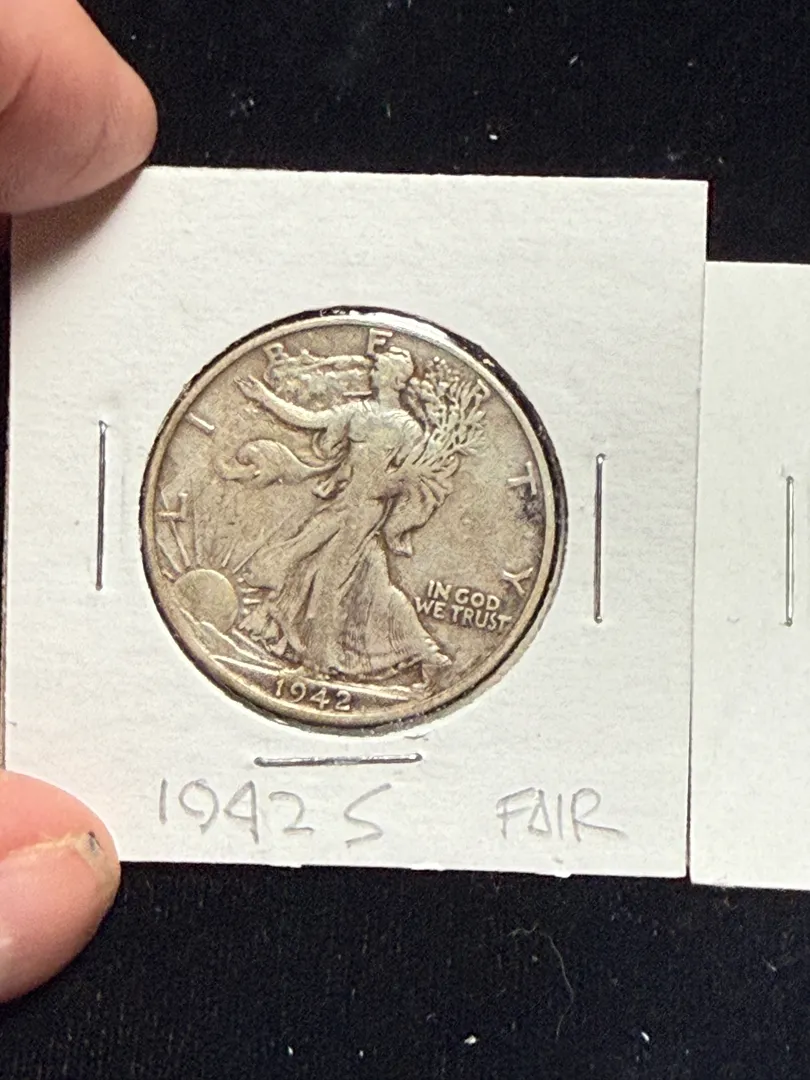 LIBERTY
IN GOD
WE TRUST
1942
1942 S FAIR